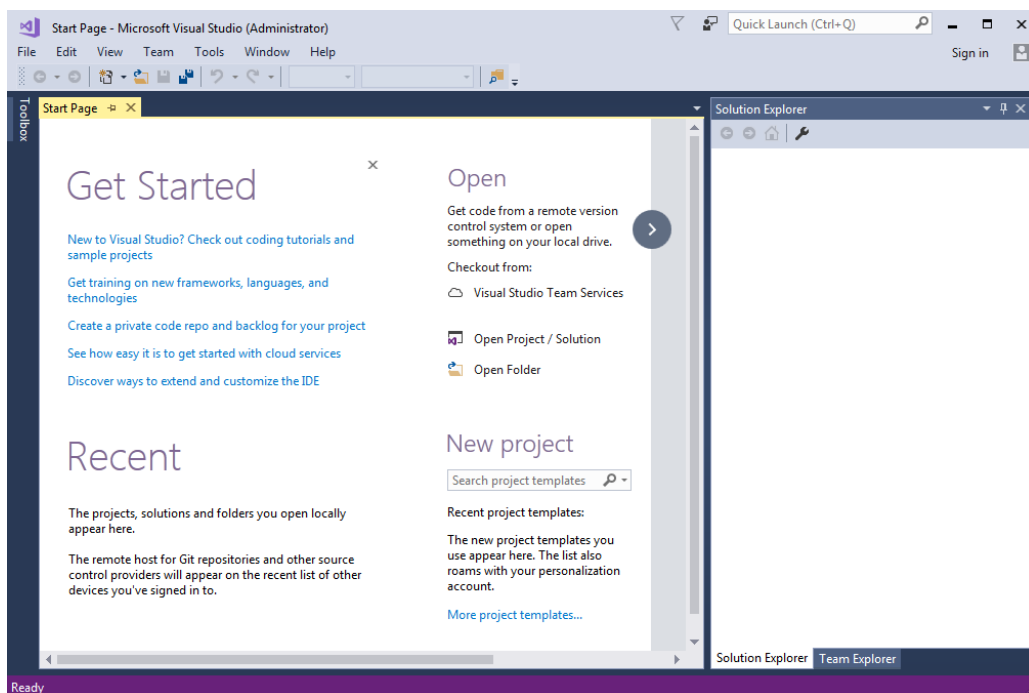 Start Page - Microsoft Visual Studio (Administrator)
Quick Launch (Ctrl+Q)
File Edit View Team Tools Window Help
Sign in
Toolbox
Start Page
Get Started
New to Visual Studio? Check out coding tutorials and
sample projects
Get training on new frameworks, languages, and
technologies
Create a private code repo and backlog for your project
See how easy it is to get started with cloud services
Discover ways to extend and customize the IDE
Recent
The projects, solutions and folders you open locally
appear here.
The remote host for Git repositories and other source
control providers will appear on the recent list of other
devices you've signed in to.
Open
Get code from a remote version
control system or open
something on your local drive.
Checkout from:
Visual Studio Team Services
Open Project / Solution
Open Folder
New project
Search project templates
Recent project templates:
The new project templates you
use appear here. The list also
roams with your personalization
account.
More project templates...
Solution Explorer
Solution Explorer Team Explorer
Ready